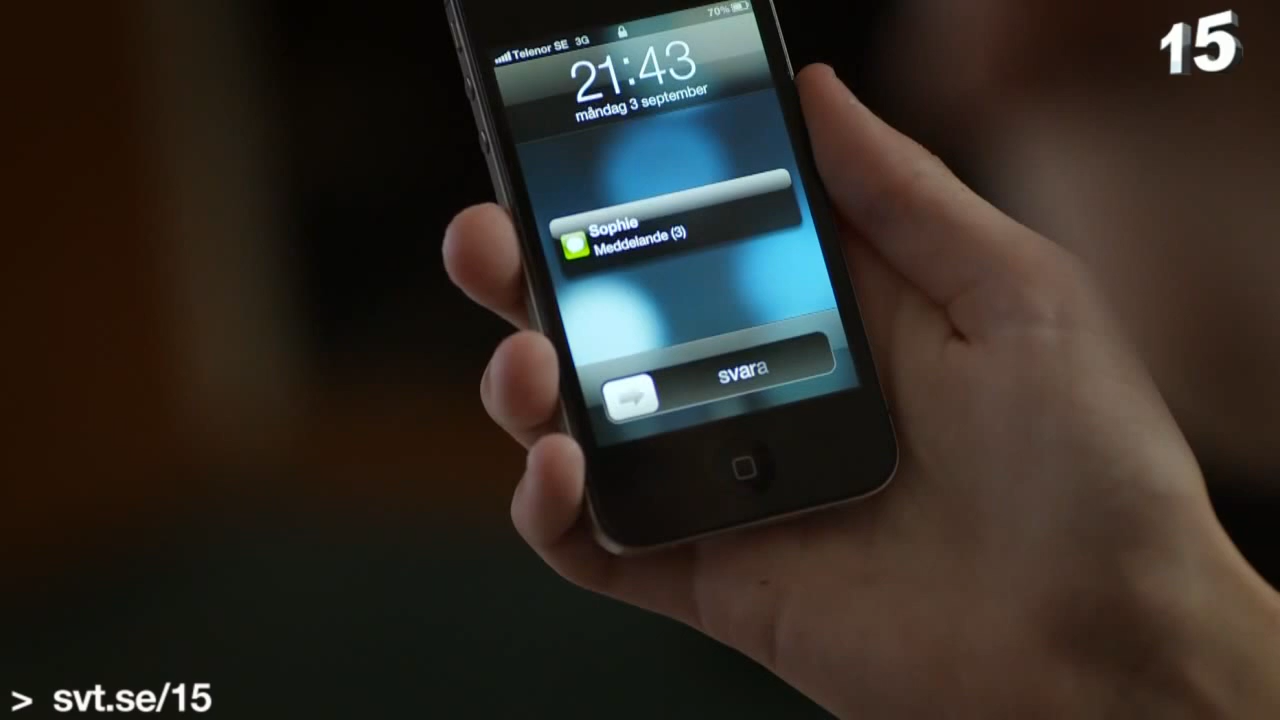 Telenor SE 3G 70%
15
21:43
måndag 3 september
Sophie
Meddelande (3)
svara
> svt.se/15